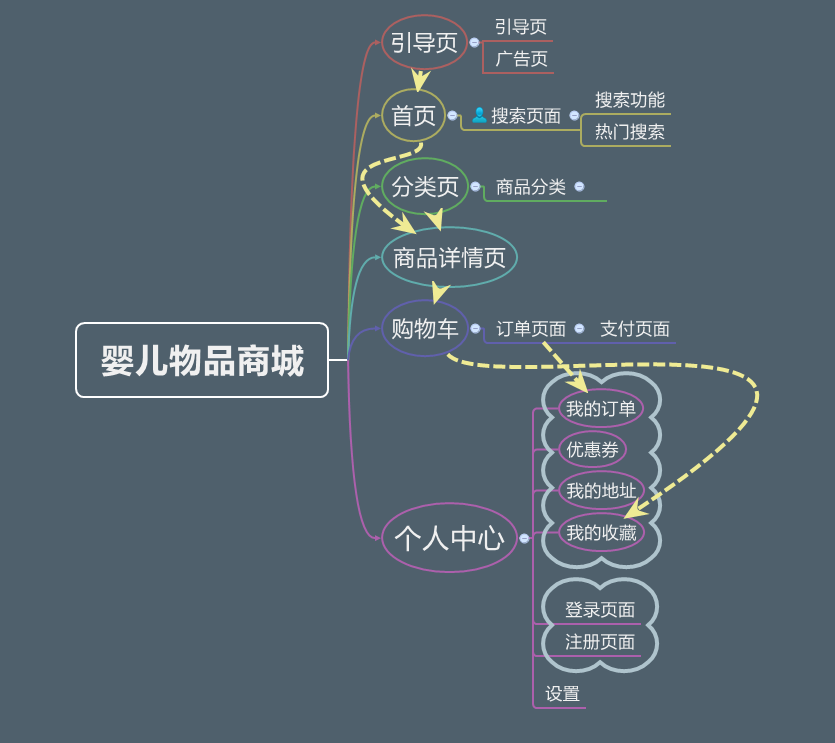 婴儿物品商城
引导页
引导页
广告页
首页
搜索页面
搜索功能
热门搜索
分类页
商品分类
商品详情页
购物车
订单页面
支付页面
个人中心
我的订单
优惠券
我的地址
我的收藏
登录页面
注册页面
设置